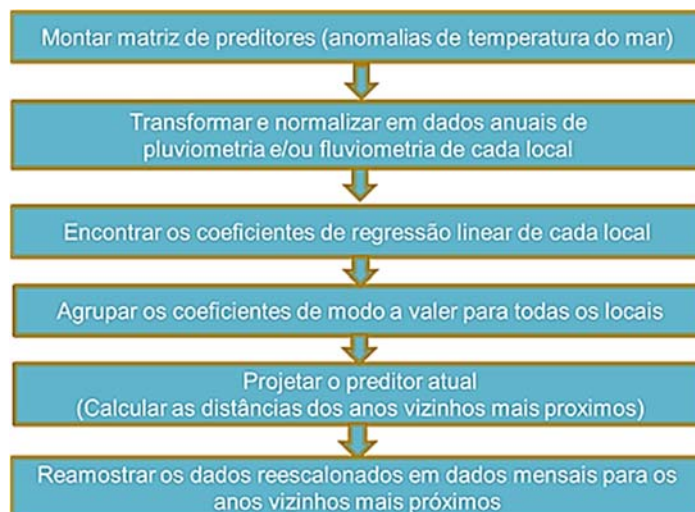 Montar matriz de preditores (anomalias de temperatura do mar)
Transformar e normalizar em dados anuais de
pluviometria e/ou fluviometria de cada local
Encontrar os coeficientes de regressão linear de cada local
Agrupar os coeficientes de modo a valer para todas os locais
Projetar o preditor atual
(Calcular as distâncias dos anos vizinhos mais proximos)
Reamostrar os dados reescalonados em dados mensais para os
anos vizinhos mais próximos